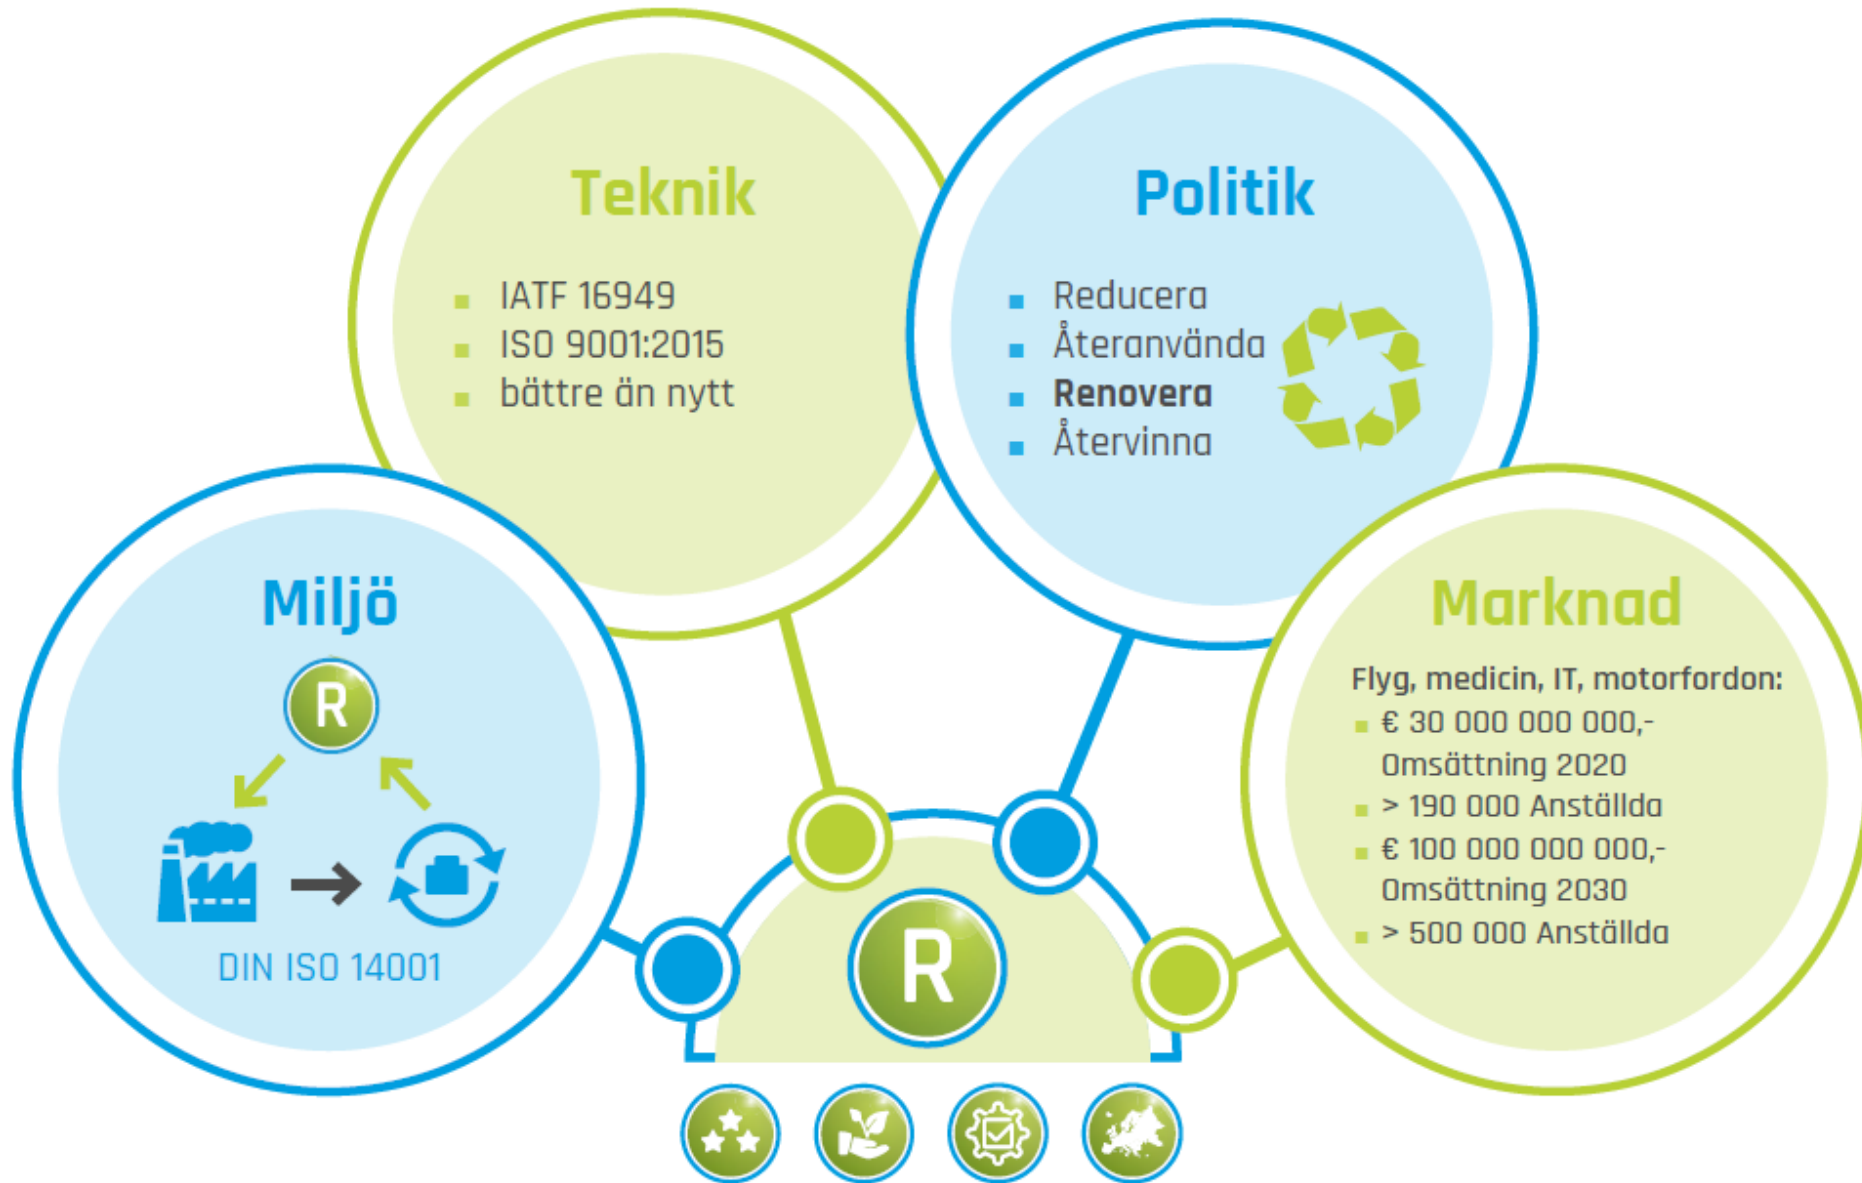 Teknik
IATF 16949
ISO 9001:2015
bättre än nytt
Politik
Reducera
Återanvända
Renovera
Återvinna
Miljö
R
DIN ISO 14001
Marknad
Flyg, medicin, IT, motorfordon:
€ 30 000 000 000,-
Omsättning 2020
> 190 000 Anställda
€ 100 000 000 000,-
Omsättning 2030
> 500 000 Anställda
R